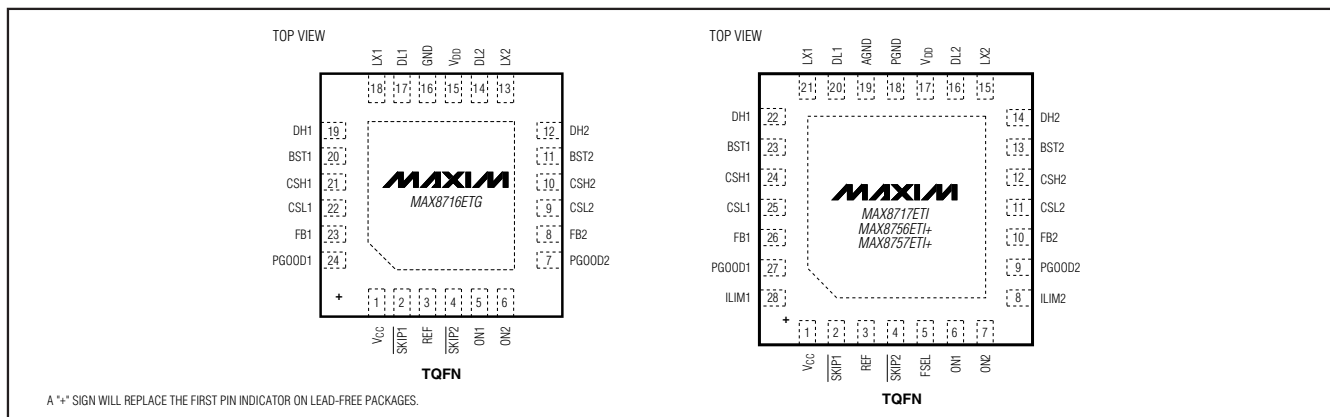 TOP VIEW
LX1
DL1
GND
VDD
DL2
LX2
18
17
16
15
14
13
DH1 19
12 DH2
BST1 20
11 BST2
CSH1 21
10 CSH2
CSL1 22
9 CSL2
FB1 23
8 FB2
PGOOD1 24
7 PGOOD2
MAXIM
MAX8716ETG
+
1
2
3
4
5
6
VCC
SKIP1
REF
SKIP2
ON1
ON2
TQFN
TOP VIEW
LX1
DL1
AGND
PGND
VDD
DL2
LX2
21
20
19
18
17
16
15
DH1 22
14 DH2
BST1 23
13 BST2
CSH1 24
12 CSH2
CSL1 25
11 CSL2
FB1 26
10 FB2
PGOOD1 27
9 PGOOD2
ILIM1 28
8 ILIM2
MAXIM
MAX8717ETI
MAX8756ETI+
MAX8757ETI+
+
1
2
3
4
5
6
7
VCC
SKIP1
REF
SKIP2
FSEL
ON1
ON2
TQFN
A "+" SIGN WILL REPLACE THE FIRST PIN INDICATOR ON LEAD-FREE PACKAGES.